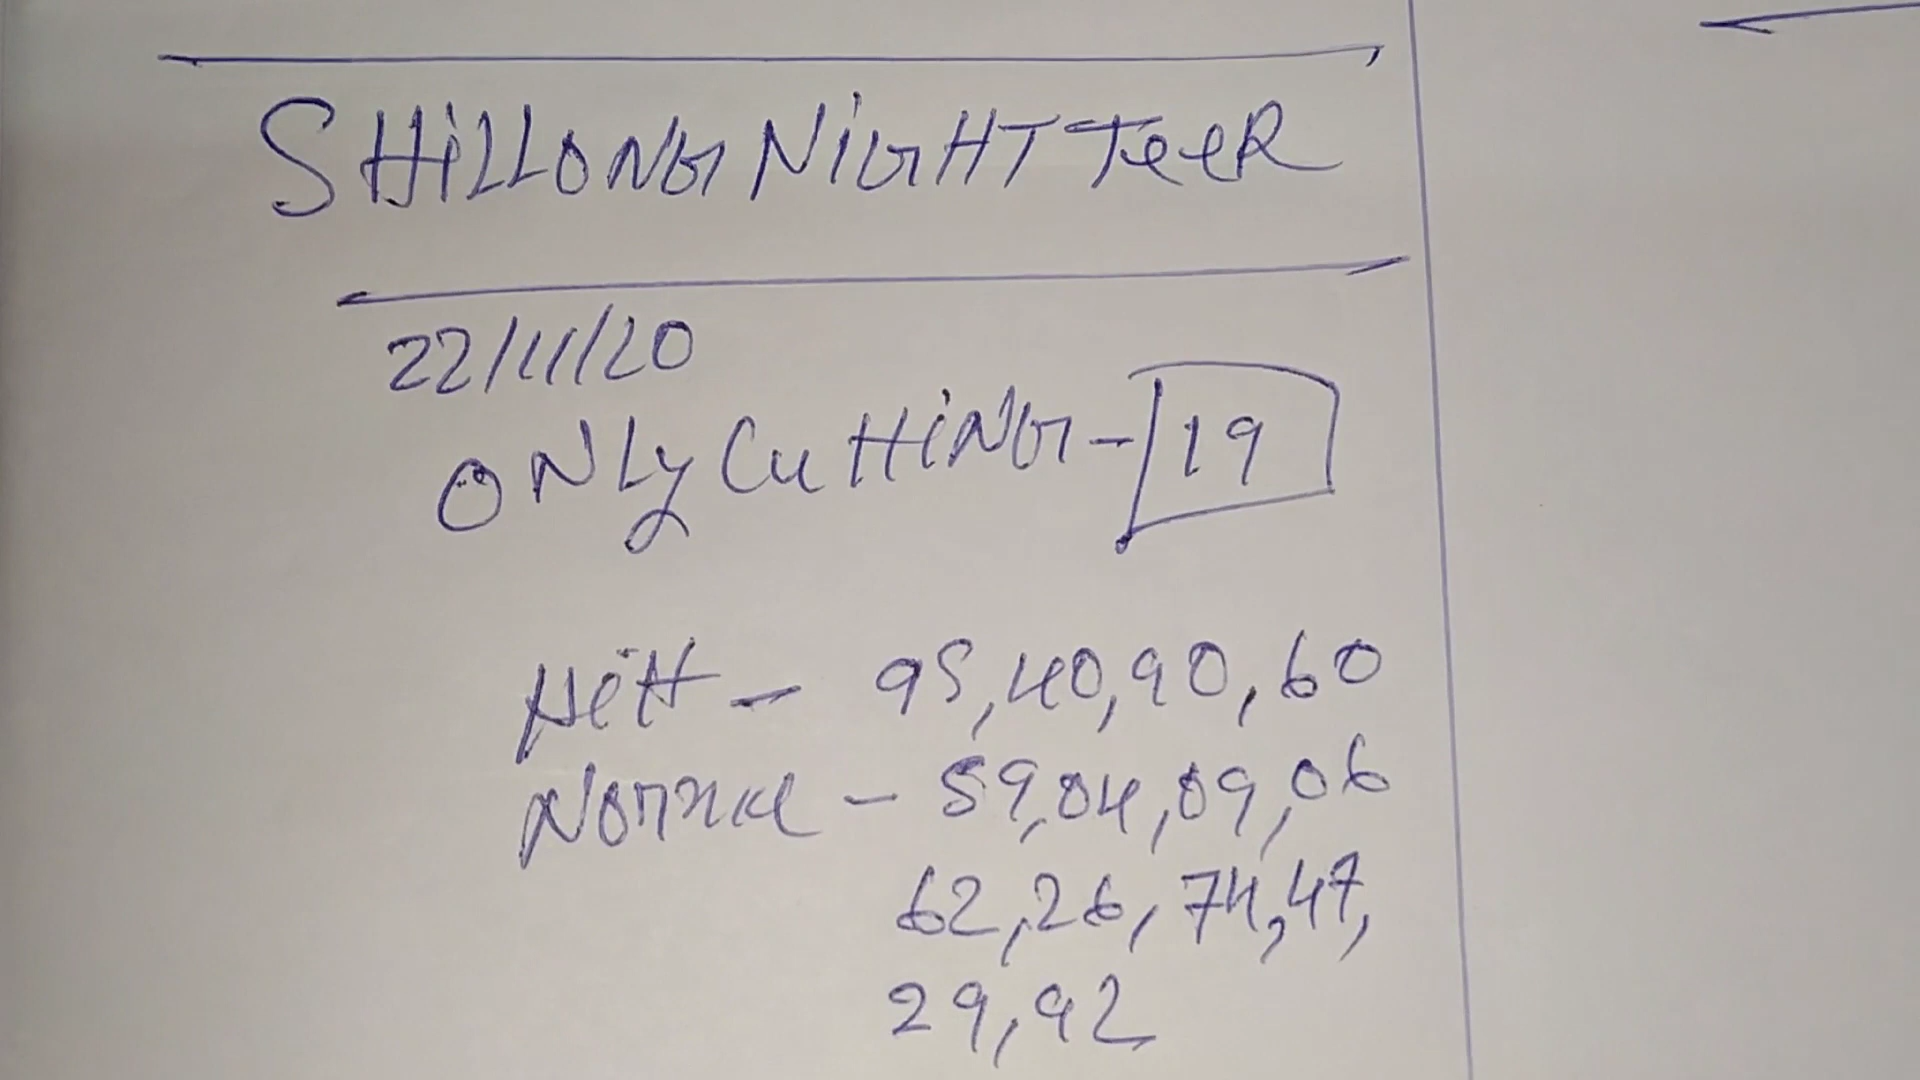 SHiLLONG NiGHT TeeR
22/11/20
ONLy CuttiNG - 19
Hitt - 95,40,90,60
Normal - 59,04,09,06
62,26,74,47,
29,92